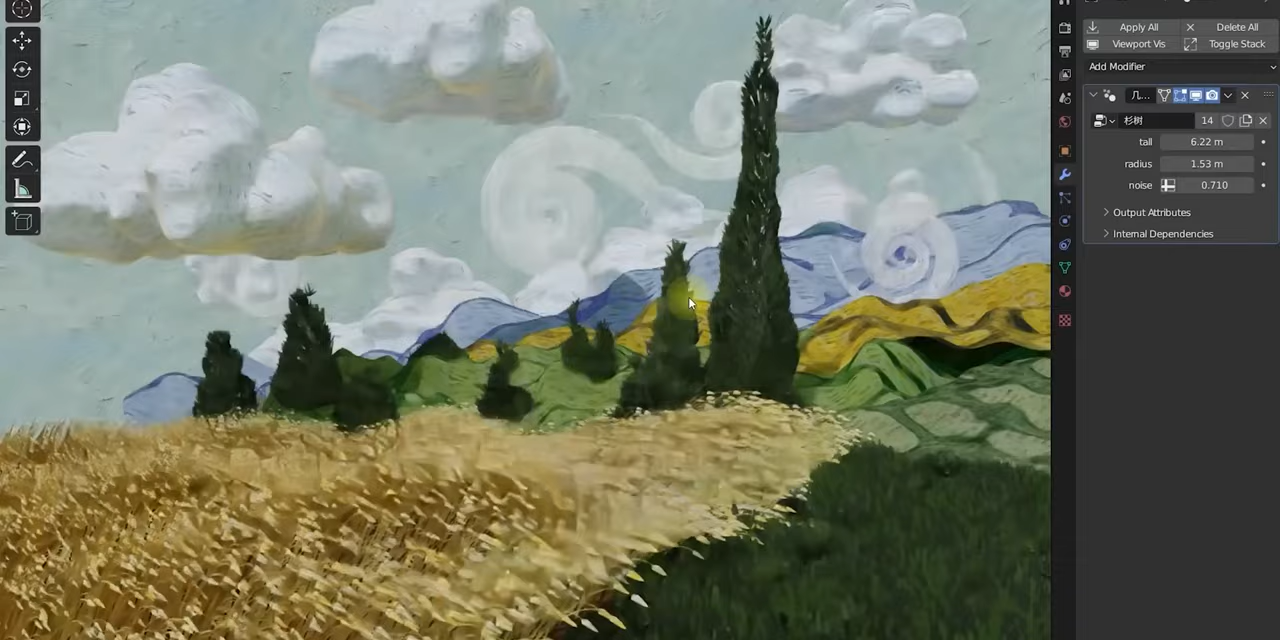 Apply All
Delete All
Viewport Vis
Toggle Stack
Add Modifier
几...
杉树
14
tall
6.22 m
radius
1.53 m
noise
0.710
Output Attributes
Internal Dependencies